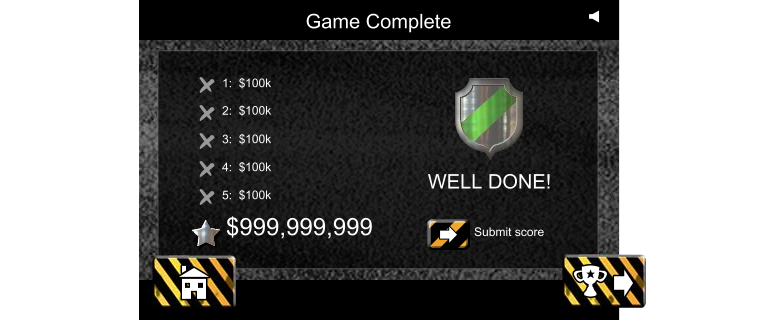 Game Complete
1: $100k
2: $100k
3: $100k
4: $100k
5: $100k
$999,999,999
WELL DONE!
Submit score